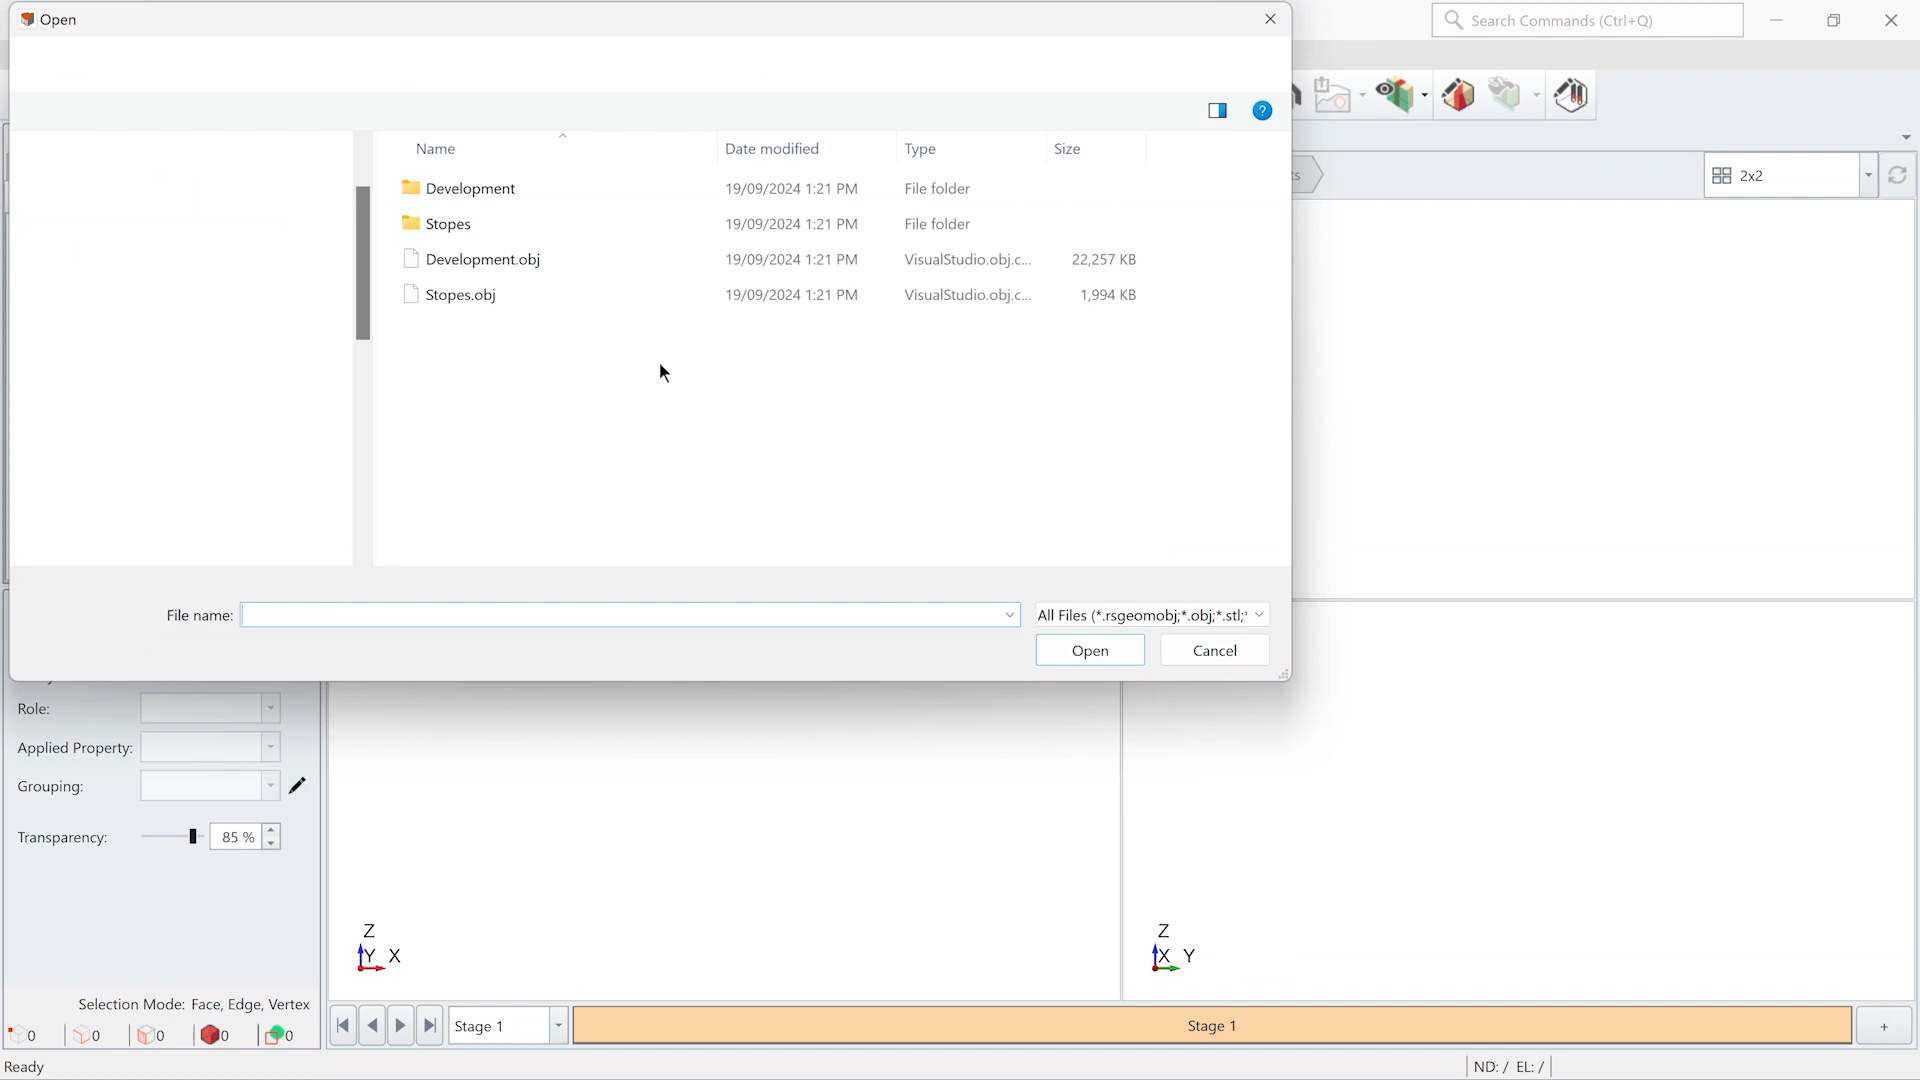 Open
Search Commands (Ctrl+Q)
Name Date modified Type Size
Development 19/09/2024 1:21 PM File folder
Stopes 19/09/2024 1:21 PM File folder
Development.obj 19/09/2024 1:21 PM VisualStudio.obj.c... 22,257 KB
Stopes.obj 19/09/2024 1:21 PM VisualStudio.obj.c... 1,994 KB
ts
2x2
File name:
All Files (*.rsgeomobj;*.obj;*.stl;
Open Cancel
Role:
Applied Property:
Grouping:
Transparency: 85 %
Z
Y X
Z
X Y
Selection Mode: Face, Edge, Vertex
0 0 0 0 0
Stage 1
Stage 1
+
Ready
ND: / EL: /